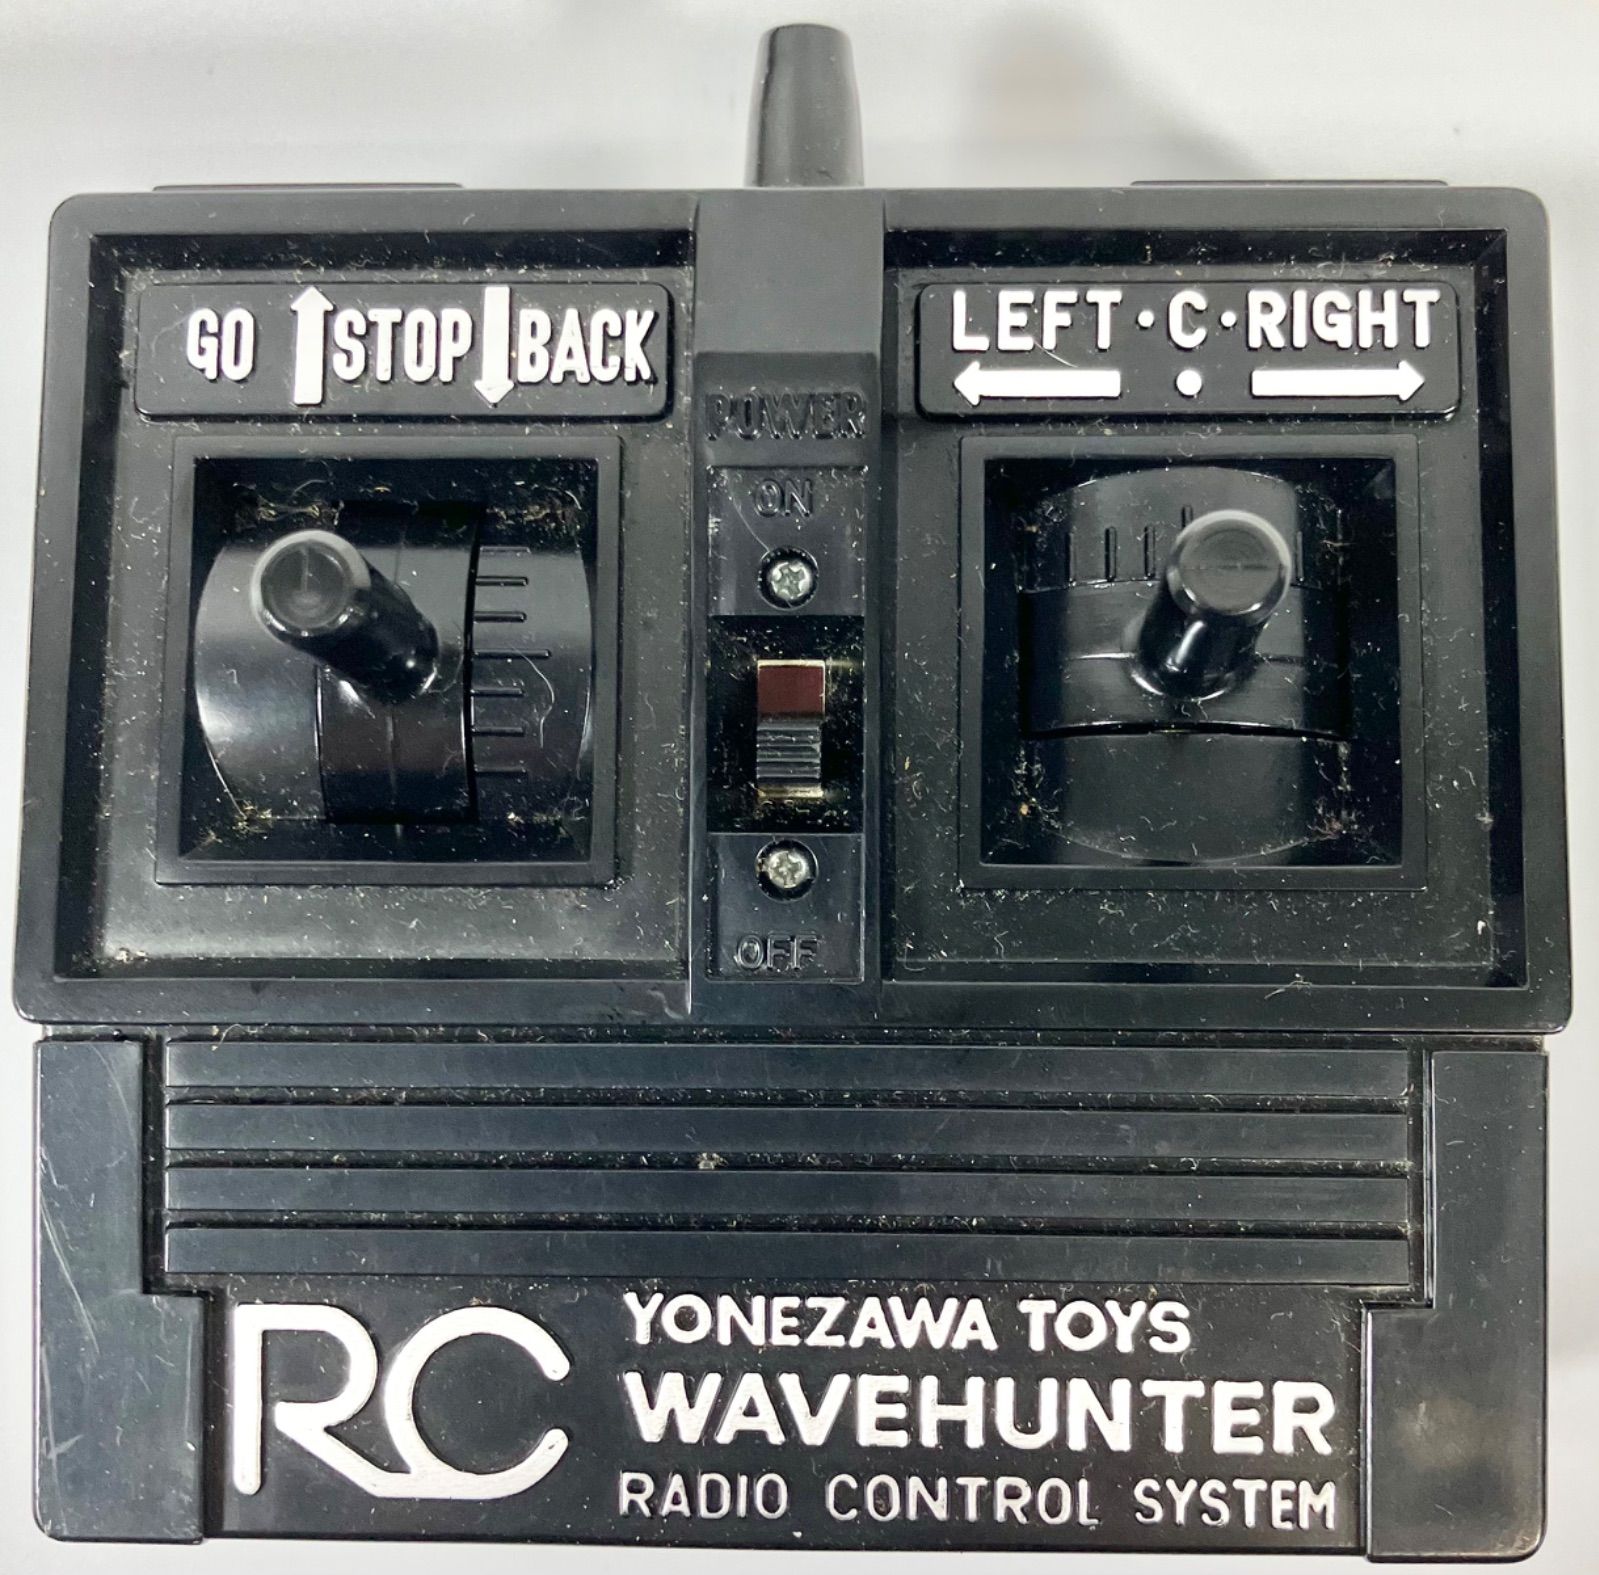 GO ↑ STOP ↓ BACK
LEFT · C · RIGHT
POWER
ON
OFF
RC
YONEZAWA TOYS
WAVEHUNTER
RADIO CONTROL SYSTEM